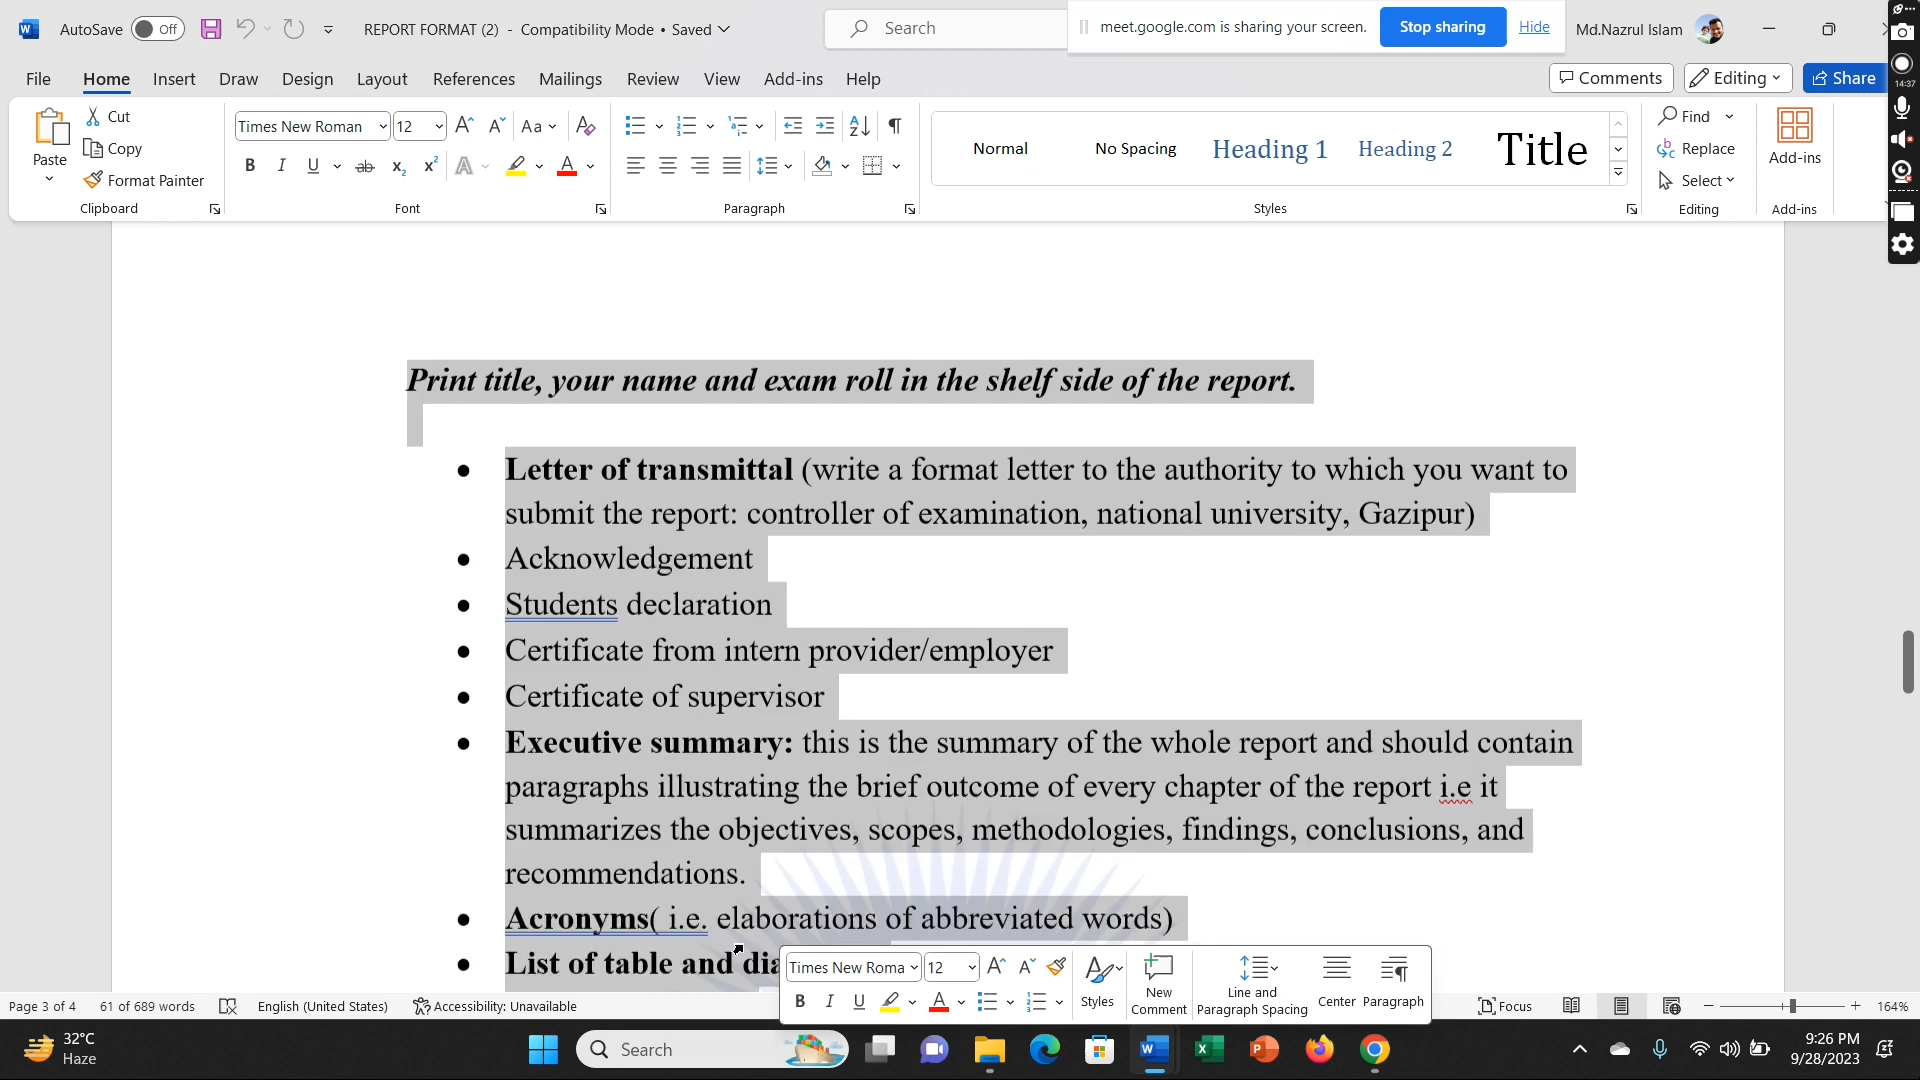 AutoSave Off REPORT FORMAT (2) - Compatibility Mode • Saved Search meet.google.com is sharing your screen. Stop sharing Hide Md.Nazrul Islam
File Home Insert Draw Design Layout References Mailings Review View Add-ins Help Comments Editing Share
14:37
Paste Cut Copy Format Painter
Times New Roman 12 Aa
B I U ab x₂ x² A A
Normal No Spacing Heading 1 Heading 2 Title
Find Replace Select
Add-ins
Clipboard Font Paragraph Styles Editing Add-ins
Print title, your name and exam roll in the shelf side of the report.
• Letter of transmittal (write a format letter to the authority to which you want to
submit the report: controller of examination, national university, Gazipur)
• Acknowledgement
• Students declaration
• Certificate from intern provider/employer
• Certificate of supervisor
• Executive summary: this is the summary of the whole report and should contain
paragraphs illustrating the brief outcome of every chapter of the report i.e it
summarizes the objectives, scopes, methodologies, findings, conclusions, and
recommendations.
• Acronyms( i.e. elaborations of abbreviated words)
• List of table and dia
Times New Roma 12 Styles New Comment Line and Paragraph Spacing Center Paragraph
B I U A
Page 3 of 4 61 of 689 words English (United States) Accessibility: Unavailable Focus 164%
32°C
Haze
Search
9:26 PM
9/28/2023